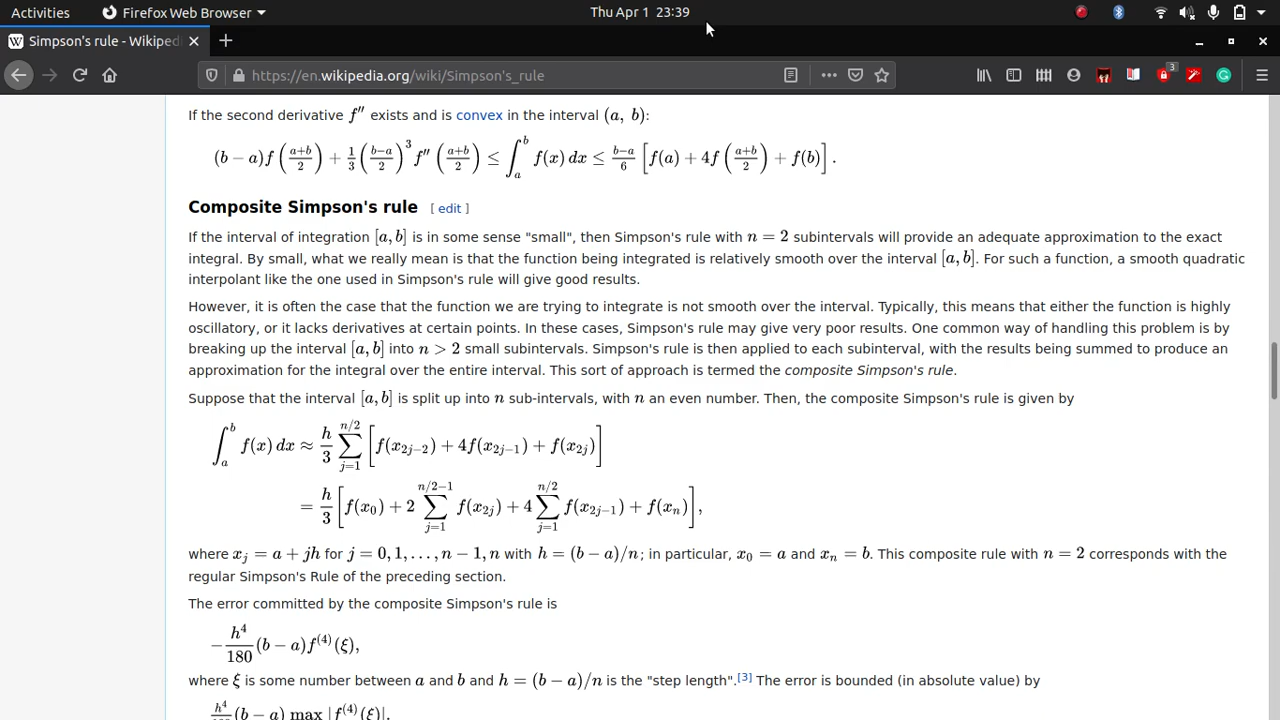 Activities Firefox Web Browser Thu Apr 1 23:39
W Simpson's rule - Wikiped
https://en.wikipedia.org/wiki/Simpson's_rule 3
If the second derivative f″ exists and is convex in the interval (a, b):
(b − a)f((a+b)/2) + 1/3((b−a)/2)³ f″((a+b)/2) ≤ ∫_a^b f(x) dx ≤ (b−a)/6 [f(a) + 4f((a+b)/2) + f(b)].
Composite Simpson's rule [ edit ]
If the interval of integration [a, b] is in some sense "small", then Simpson's rule with n = 2 subintervals will provide an adequate approximation to the exact
integral. By small, what we really mean is that the function being integrated is relatively smooth over the interval [a, b]. For such a function, a smooth quadratic
interpolant like the one used in Simpson's rule will give good results.
However, it is often the case that the function we are trying to integrate is not smooth over the interval. Typically, this means that either the function is highly
oscillatory, or it lacks derivatives at certain points. In these cases, Simpson's rule may give very poor results. One common way of handling this problem is by
breaking up the interval [a, b] into n > 2 small subintervals. Simpson's rule is then applied to each subinterval, with the results being summed to produce an
approximation for the integral over the entire interval. This sort of approach is termed the composite Simpson's rule.
Suppose that the interval [a, b] is split up into n sub-intervals, with n an even number. Then, the composite Simpson's rule is given by
∫_a^b f(x) dx ≈ h/3 ∑_{j=1}^{n/2} [f(x_{2j−2}) + 4f(x_{2j−1}) + f(x_{2j})]
= h/3 [f(x_0) + 2 ∑_{j=1}^{n/2−1} f(x_{2j}) + 4 ∑_{j=1}^{n/2} f(x_{2j−1}) + f(x_n)],
where x_j = a + jh for j = 0, 1, …, n − 1, n with h = (b − a)/n; in particular, x_0 = a and x_n = b. This composite rule with n = 2 corresponds with the
regular Simpson's Rule of the preceding section.
The error committed by the composite Simpson's rule is
−h⁴/180 (b − a)f⁽⁴⁾(ξ),
where ξ is some number between a and b and h = (b − a)/n is the "step length".[3] The error is bounded (in absolute value) by
h⁴/180 (b − a) max |f⁽⁴⁾(ξ)|.